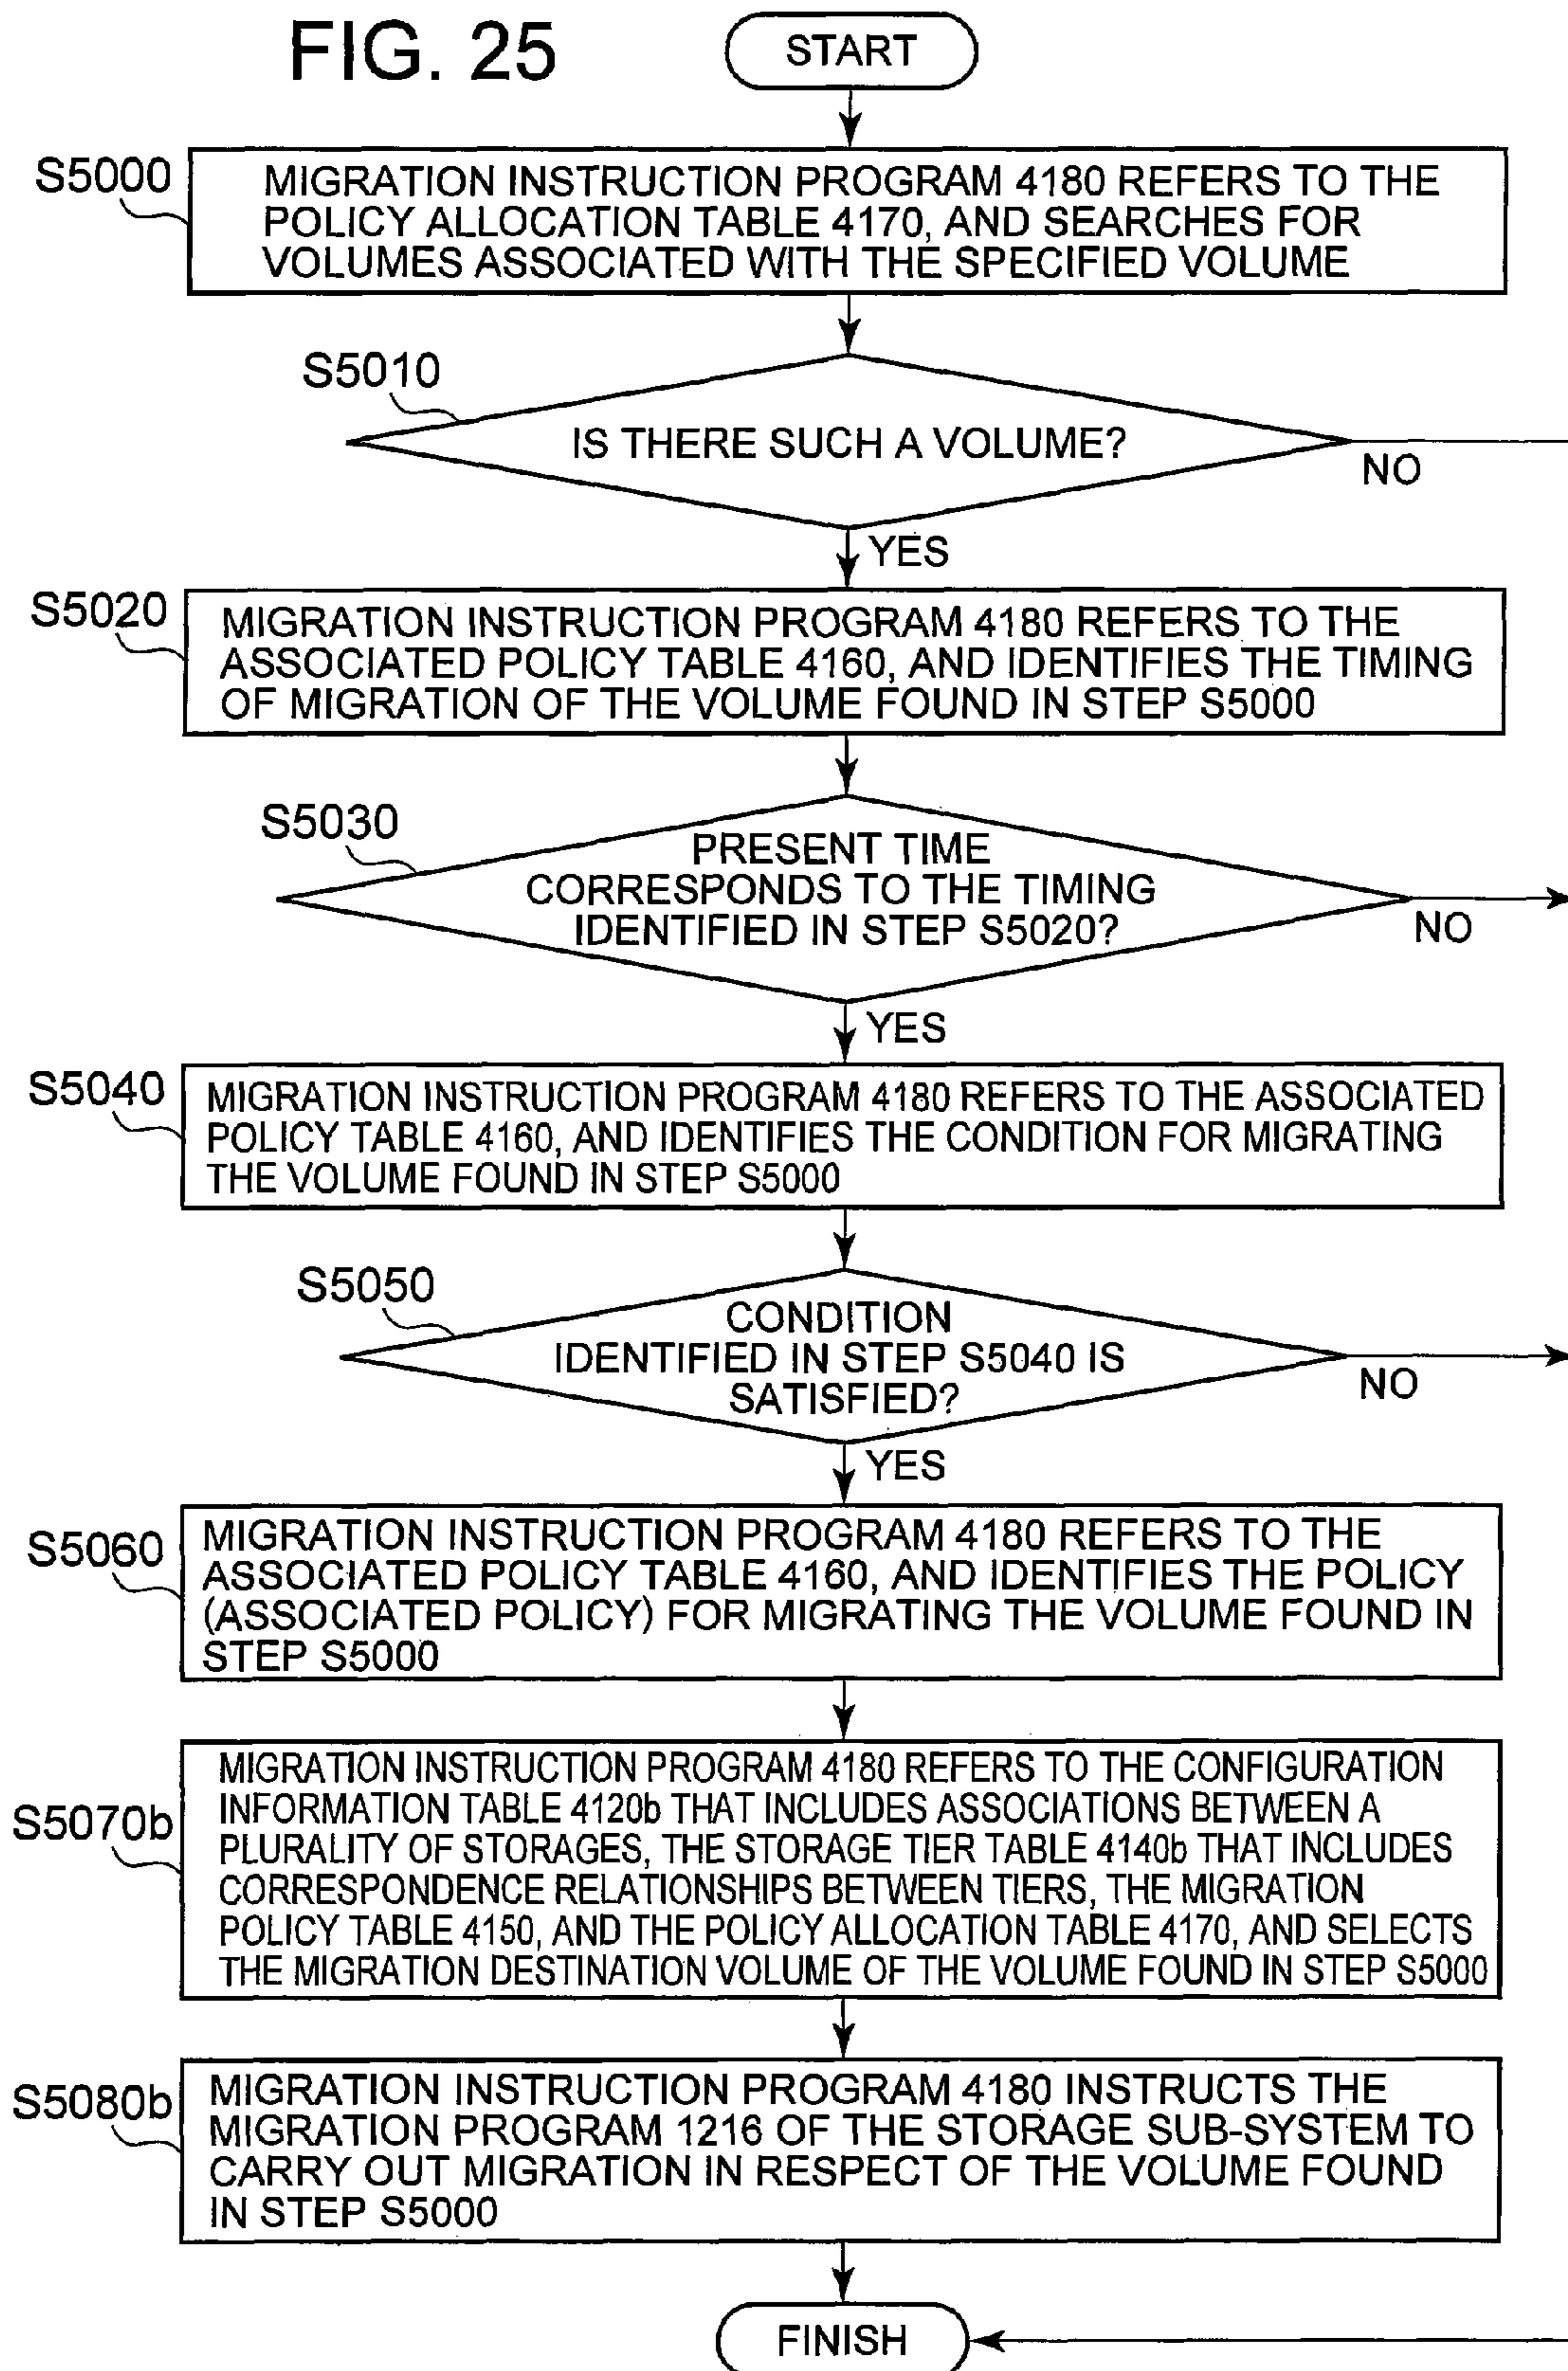 FIG. 25
START
S5000
MIGRATION INSTRUCTION PROGRAM 4180 REFERS TO THE
POLICY ALLOCATION TABLE 4170, AND SEARCHES FOR
VOLUMES ASSOCIATED WITH THE SPECIFIED VOLUME
S5010
IS THERE SUCH A VOLUME?
NO
YES
S5020
MIGRATION INSTRUCTION PROGRAM 4180 REFERS TO THE
ASSOCIATED POLICY TABLE 4160, AND IDENTIFIES THE TIMING
OF MIGRATION OF THE VOLUME FOUND IN STEP S5000
S5030
PRESENT TIME
CORRESPONDS TO THE TIMING
IDENTIFIED IN STEP S5020?
NO
YES
S5040
MIGRATION INSTRUCTION PROGRAM 4180 REFERS TO THE ASSOCIATED
POLICY TABLE 4160, AND IDENTIFIES THE CONDITION FOR MIGRATING
THE VOLUME FOUND IN STEP S5000
S5050
CONDITION
IDENTIFIED IN STEP S5040 IS
SATISFIED?
NO
YES
S5060
MIGRATION INSTRUCTION PROGRAM 4180 REFERS TO THE
ASSOCIATED POLICY TABLE 4160, AND IDENTIFIES THE POLICY
(ASSOCIATED POLICY) FOR MIGRATING THE VOLUME FOUND IN
STEP S5000
S5070b
MIGRATION INSTRUCTION PROGRAM 4180 REFERS TO THE CONFIGURATION
INFORMATION TABLE 4120b THAT INCLUDES ASSOCIATIONS BETWEEN A
PLURALITY OF STORAGES, THE STORAGE TIER TABLE 4140b THAT INCLUDES
CORRESPONDENCE RELATIONSHIPS BETWEEN TIERS, THE MIGRATION
POLICY TABLE 4150, AND THE POLICY ALLOCATION TABLE 4170, AND SELECTS
THE MIGRATION DESTINATION VOLUME OF THE VOLUME FOUND IN STEP S5000
S5080b
MIGRATION INSTRUCTION PROGRAM 4180 INSTRUCTS THE
MIGRATION PROGRAM 1216 OF THE STORAGE SUB-SYSTEM TO
CARRY OUT MIGRATION IN RESPECT OF THE VOLUME FOUND
IN STEP S5000
FINISH